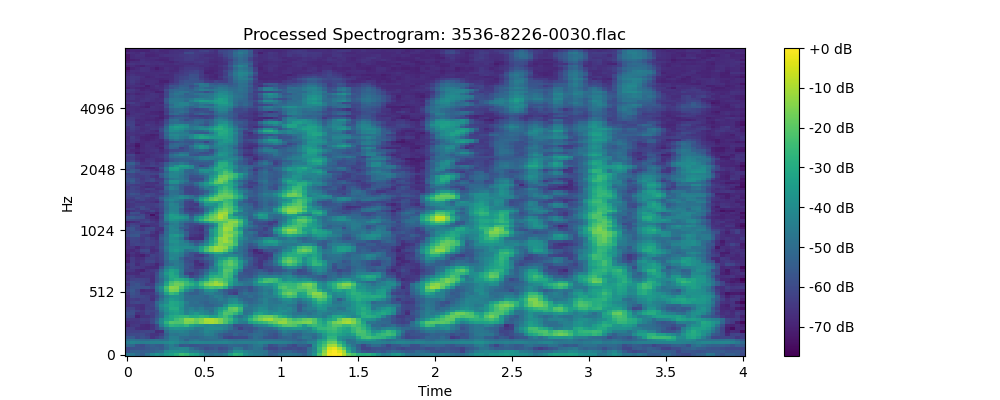 Processed Spectrogram: 3536-8226-0030.flac
Hz
4096
2048
1024
512
0
0 0.5 1 1.5 2 2.5 3 3.5 4
Time
+0 dB
-10 dB
-20 dB
-30 dB
-40 dB
-50 dB
-60 dB
-70 dB